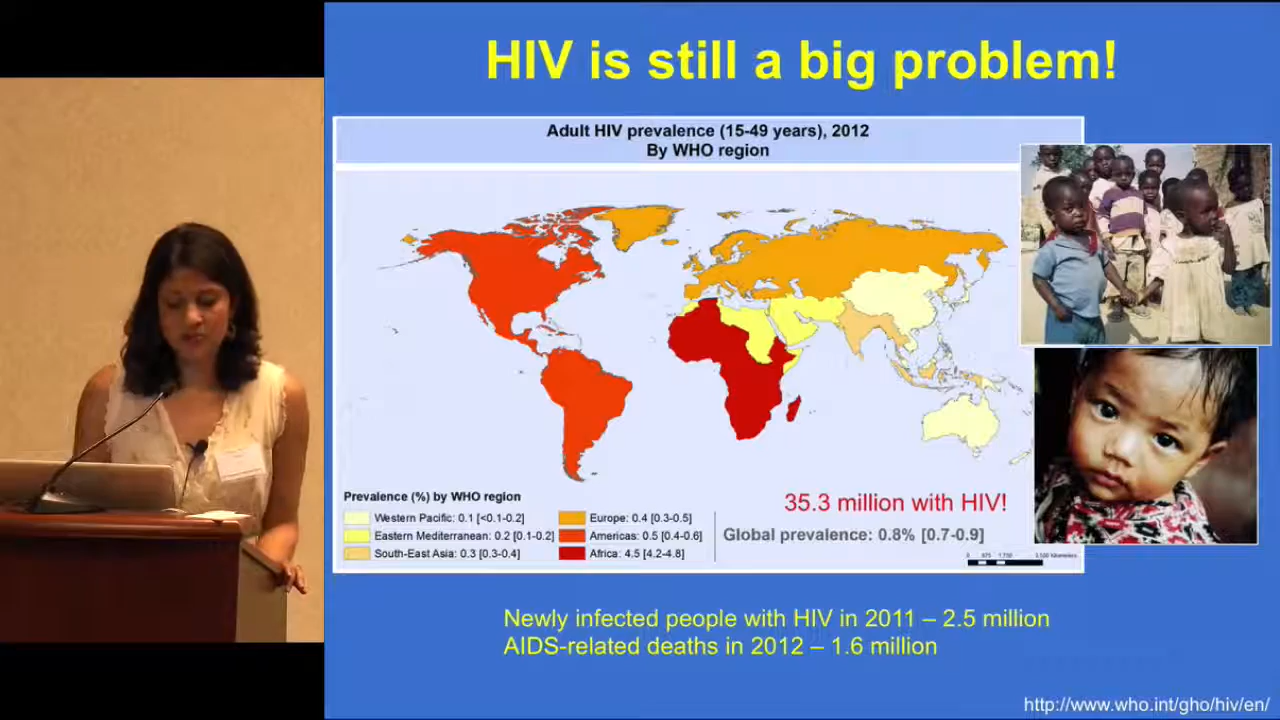 HIV is still a big problem!
Adult HIV prevalence (15-49 years), 2012
By WHO region
Prevalence (%) by WHO region
Western Pacific: 0.1 [<0.1-0.2]
Eastern Mediterranean: 0.2 [0.1-0.2]
South-East Asia: 0.3 [0.3-0.4]
Europe: 0.4 [0.3-0.5]
Americas: 0.5 [0.4-0.6]
Africa: 4.5 [4.2-4.8]
35.3 million with HIV!
Global prevalence: 0.8% [0.7-0.9]
Newly infected people with HIV in 2011 – 2.5 million
AIDS-related deaths in 2012 – 1.6 million
http://www.who.int/gho/hiv/en/